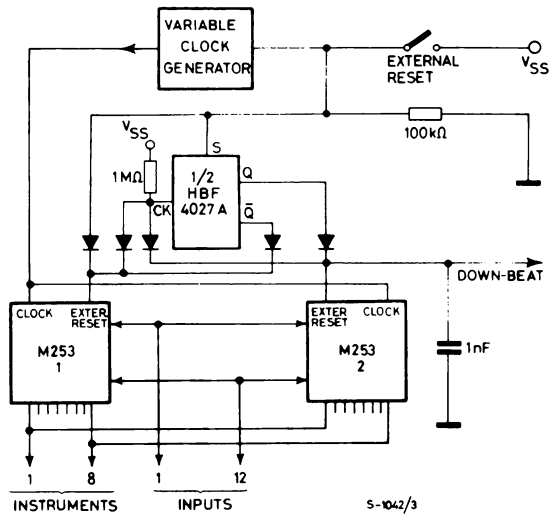 VARIABLE
CLOCK
GENERATOR
EXTERNAL
RESET
VSS
100kΩ
VSS
1MΩ
S
1/2
HBF
4027A
Q
Q̅
CK
DOWN-BEAT
CLOCK
EXTER.
RESET
M253
1
EXTER
RESET
CLOCK
M253
2
1nF
1
8
1
12
INSTRUMENTS
INPUTS
S-1042/3